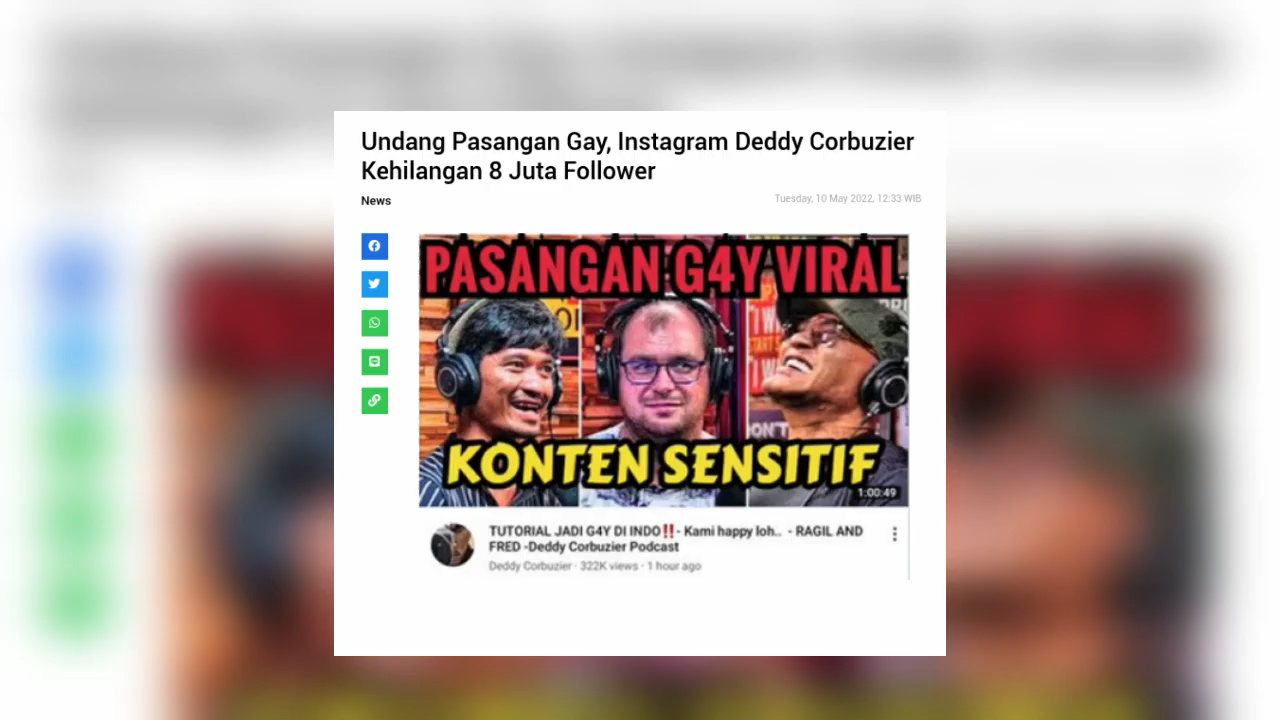 Undang Pasangan Gay, Instagram Deddy Corbuzier
Kehilangan 8 Juta Follower
News
Tuesday, 10 May 2022, 12:33 WIB
PASANGAN G4Y VIRAL
KONTEN SENSITIF
1:00:49
TUTORIAL JADI G4Y DI INDO‼️- Kami happy loh.. - RAGIL AND
FRED -Deddy Corbuzier Podcast
Deddy Corbuzier · 322K views · 1 hour ago